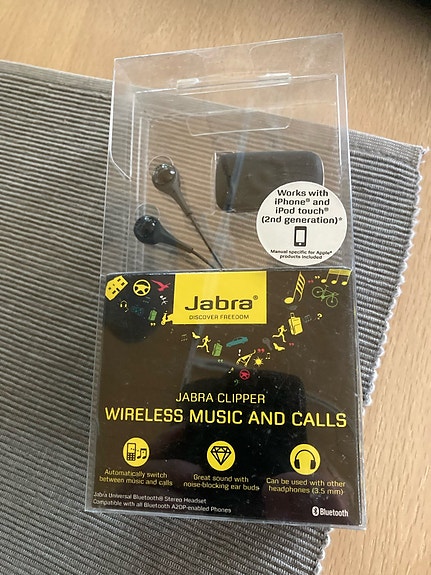 Works with
iPhone® and
iPod touch®
(2nd generation)*
Manual specific for Apple®
products included
Jabra®
DISCOVER FREEDOM
JABRA CLIPPER™
WIRELESS MUSIC AND CALLS
Automatically switch
between music and calls
Great sound with
noise-blocking ear buds
Can be used with other
headphones (3.5 mm)
Jabra Universal Bluetooth® Stereo Headset
Compatible with all Bluetooth A2DP-enabled Phones
Bluetooth